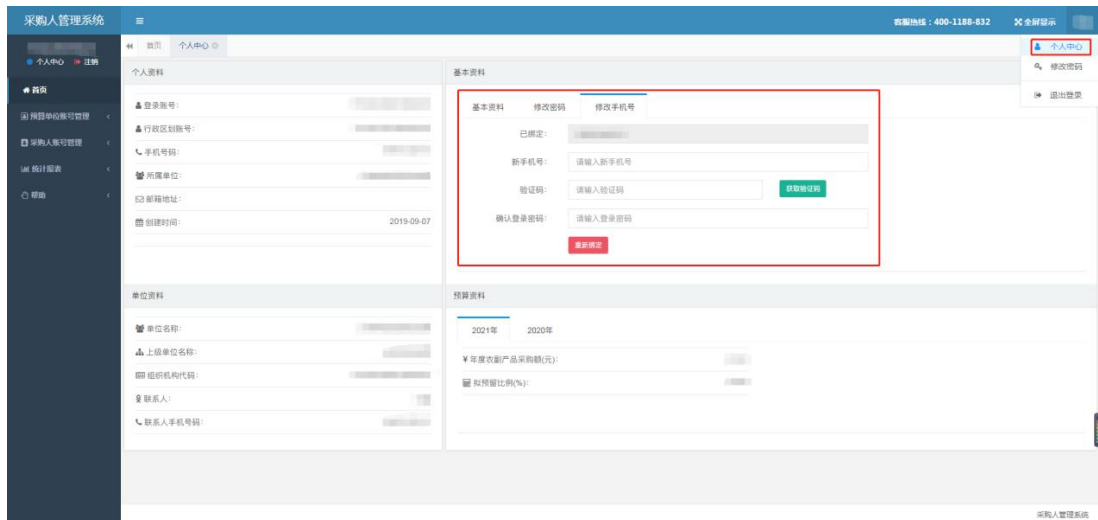 采购人管理系统
客服热线：400-1188-832
全屏显示
首页
个人中心
个人中心
修改密码
退出登录
个人中心 注销
首页
预算单位账号管理
采购人账号管理
统计报表
帮助
个人资料
登录账号：
行政区划账号：
手机号码：
所属单位：
邮箱地址：
创建时间： 2019-09-07
基本资料
基本资料 修改密码 修改手机号
已绑定：
新手机号： 请输入新手机号
验证码： 请输入验证码 获取验证码
确认登录密码： 请输入登录密码
重新绑定
单位资料
单位名称：
上级单位名称：
组织机构代码：
联系人：
联系人手机号码：
预算资料
2021年 2020年
¥ 年度农副产品采购额(元)：
拟预留比例(%)：
采购人管理系统